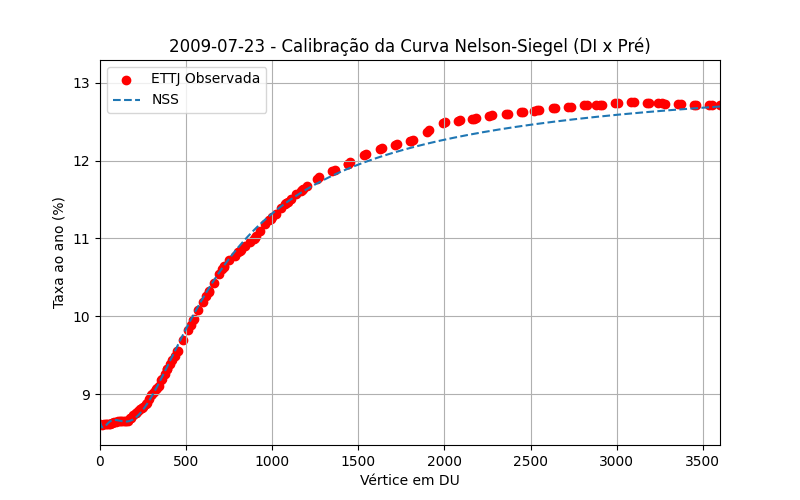 2009-07-23 - Calibração da Curva Nelson-Siegel (DI x Pré)
ETTJ Observada
NSS
Taxa ao ano (%)
13
12
11
10
9
0 500 1000 1500 2000 2500 3000 3500
Vértice em DU